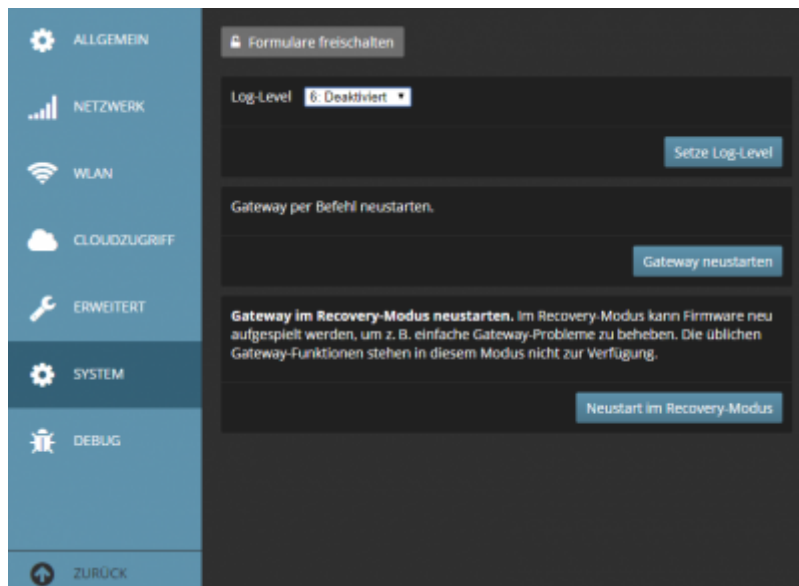 ALLGEMEIN
NETZWERK
WLAN
CLOUDZUGRIFF
ERWEITERT
SYSTEM
DEBUG
ZURÜCK
Formulare freischalten
Log-Level 6: Deaktiviert
Setze Log-Level
Gateway per Befehl neustarten.
Gateway neustarten
Gateway im Recovery-Modus neustarten. Im Recovery-Modus kann Firmware neu
aufgespielt werden, um z. B. einfache Gateway-Probleme zu beheben. Die üblichen
Gateway-Funktionen stehen in diesem Modus nicht zur Verfügung.
Neustart im Recovery-Modus